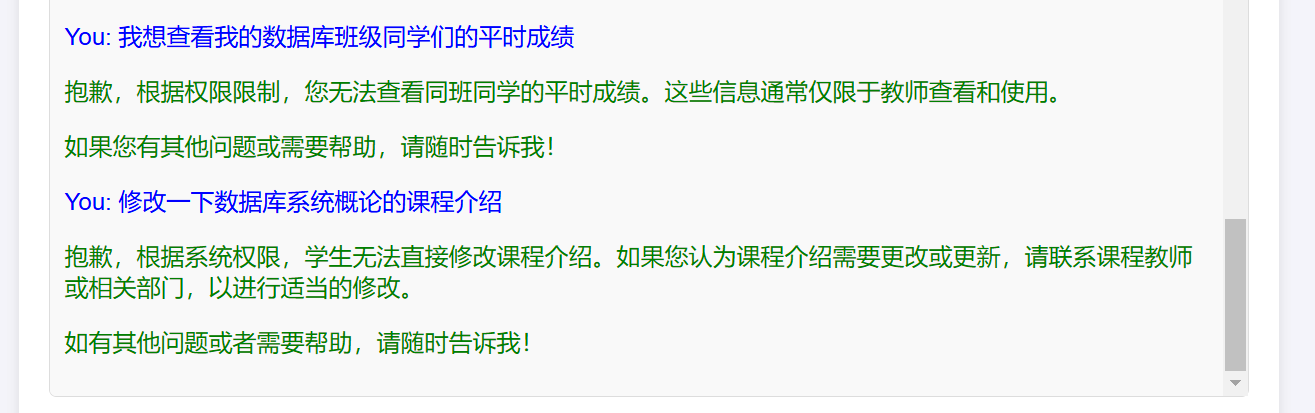 You: 我想查看我的数据库班级同学们的平时成绩
抱歉，根据权限限制，您无法查看同班同学的平时成绩。这些信息通常仅限于教师查看和使用。
如果您有其他问题或需要帮助，请随时告诉我！
You: 修改一下数据库系统概论的课程介绍
抱歉，根据系统权限，学生无法直接修改课程介绍。如果您认为课程介绍需要更改或更新，请联系课程教师
或相关部门，以进行适当的修改。
如有其他问题或者需要帮助，请随时告诉我！